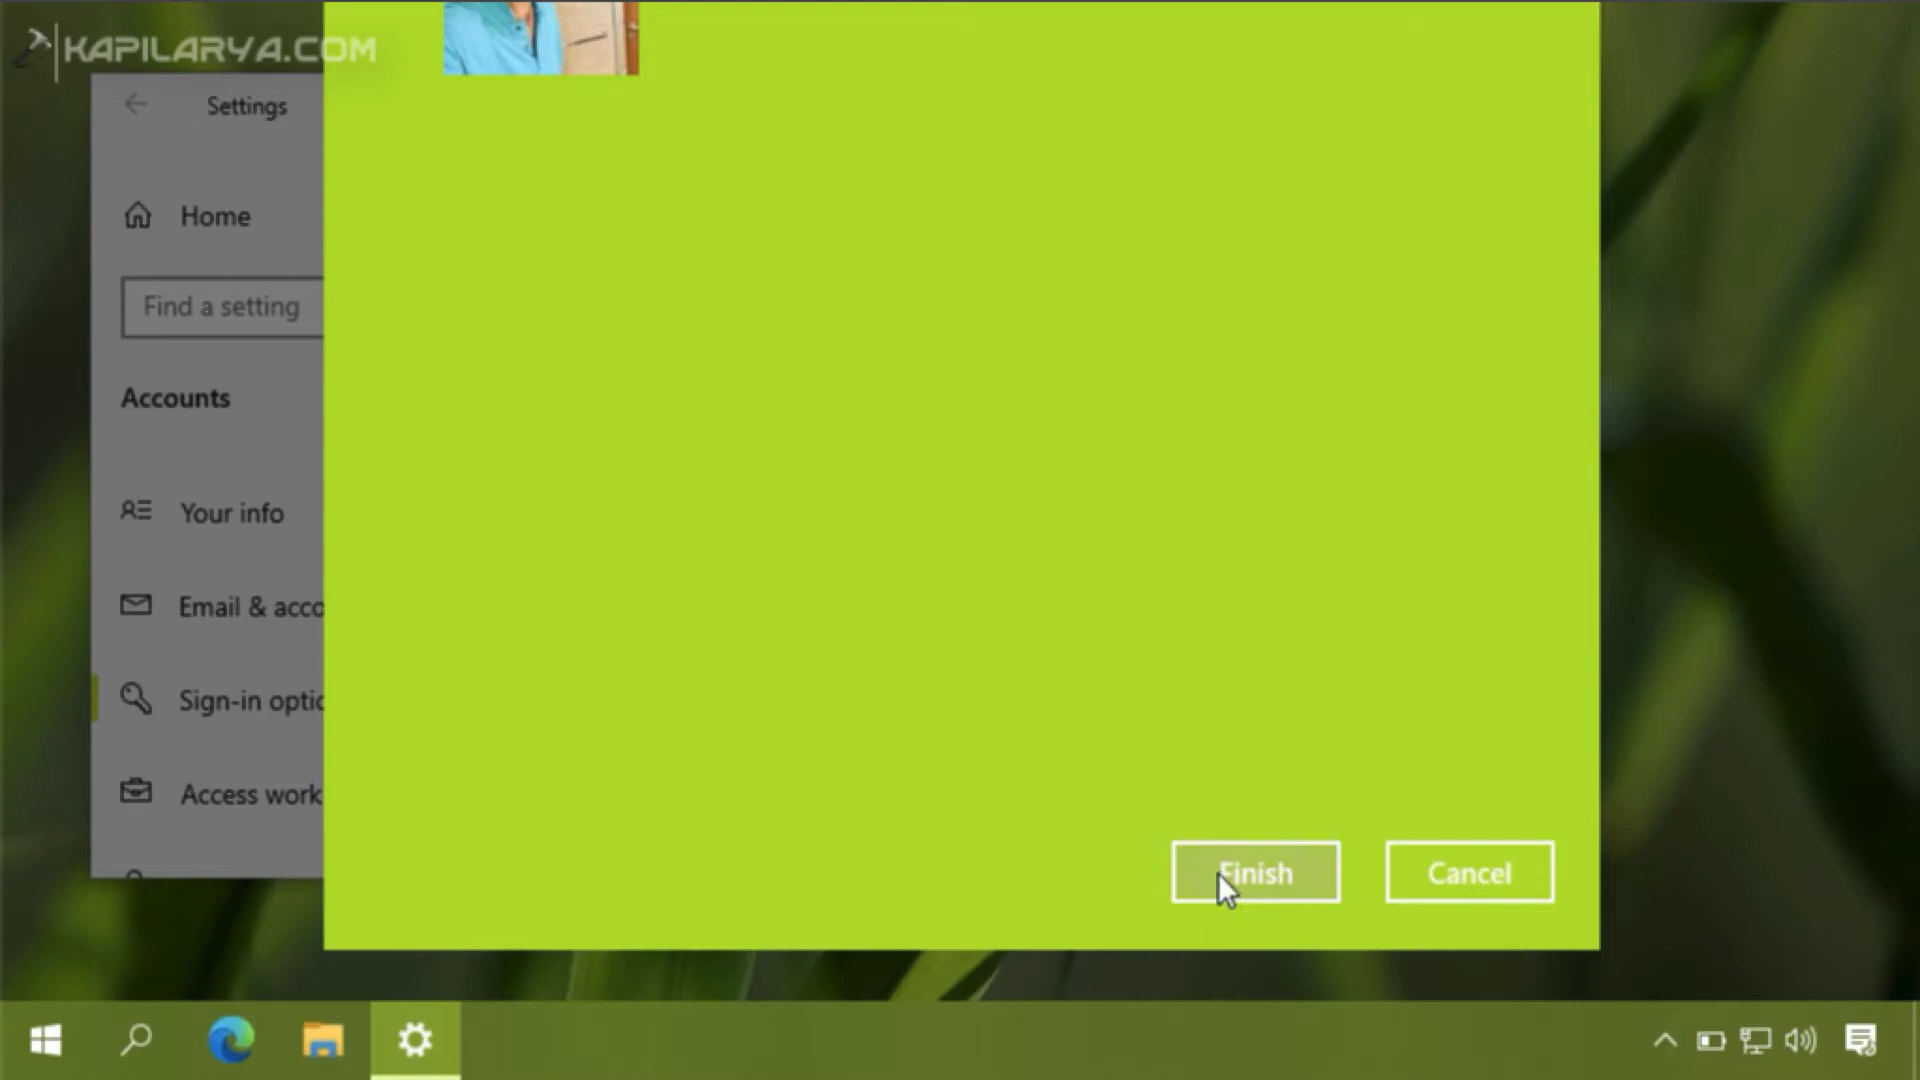 KAPILARYA.COM
Settings
Home
Find a setting
Accounts
Your info
Email & acco
Sign-in optic
Access work
Finish
Cancel